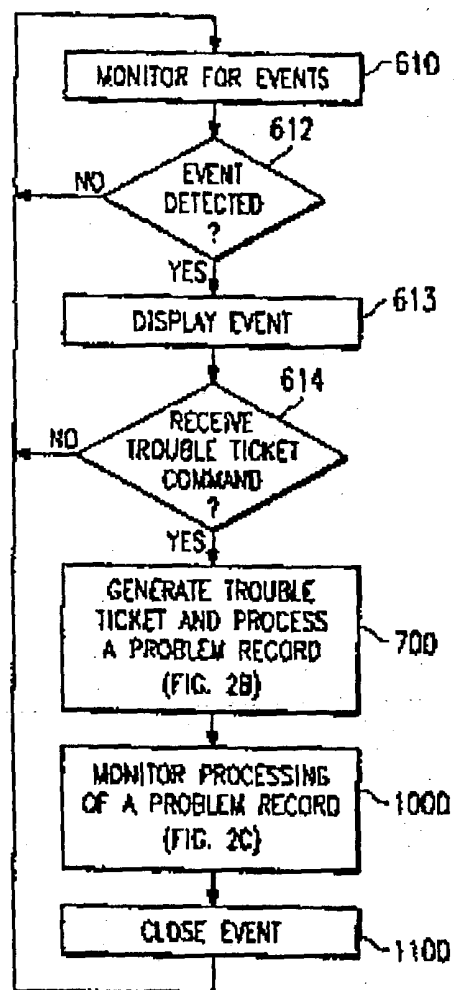 MONITOR FOR EVENTS
610
612
EVENT
DETECTED
?
NO
YES
DISPLAY EVENT
613
614
RECEIVE
TROUBLE TICKET
COMMAND
?
NO
YES
GENERATE TROUBLE
TICKET AND PROCESS
A PROBLEM RECORD
(FIG. 2B)
700
MONITOR PROCESSING
OF A PROBLEM RECORD
(FIG. 2C)
1000
CLOSE EVENT
1100